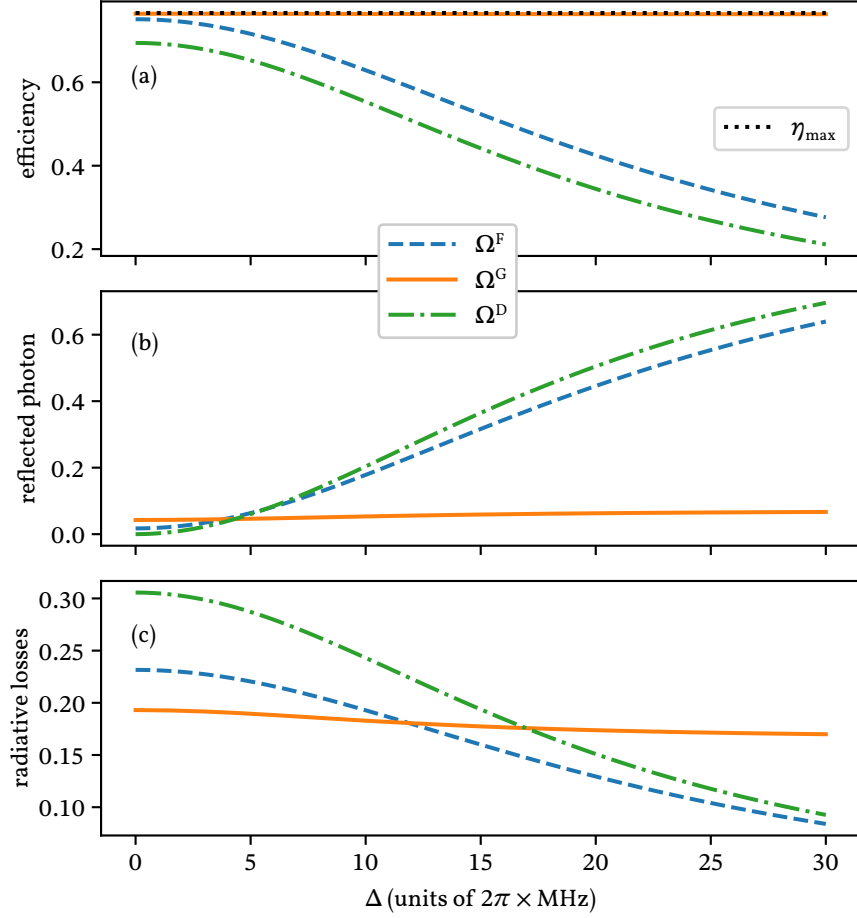 efficiency
0.6
0.4
0.2
(a)
η_max
Ω^F
Ω^G
Ω^D
reflected photon
0.6
0.4
0.2
0.0
(b)
radiative losses
0.30
0.25
0.20
0.15
0.10
(c)
0 5 10 15 20 25 30
Δ (units of 2π × MHz)